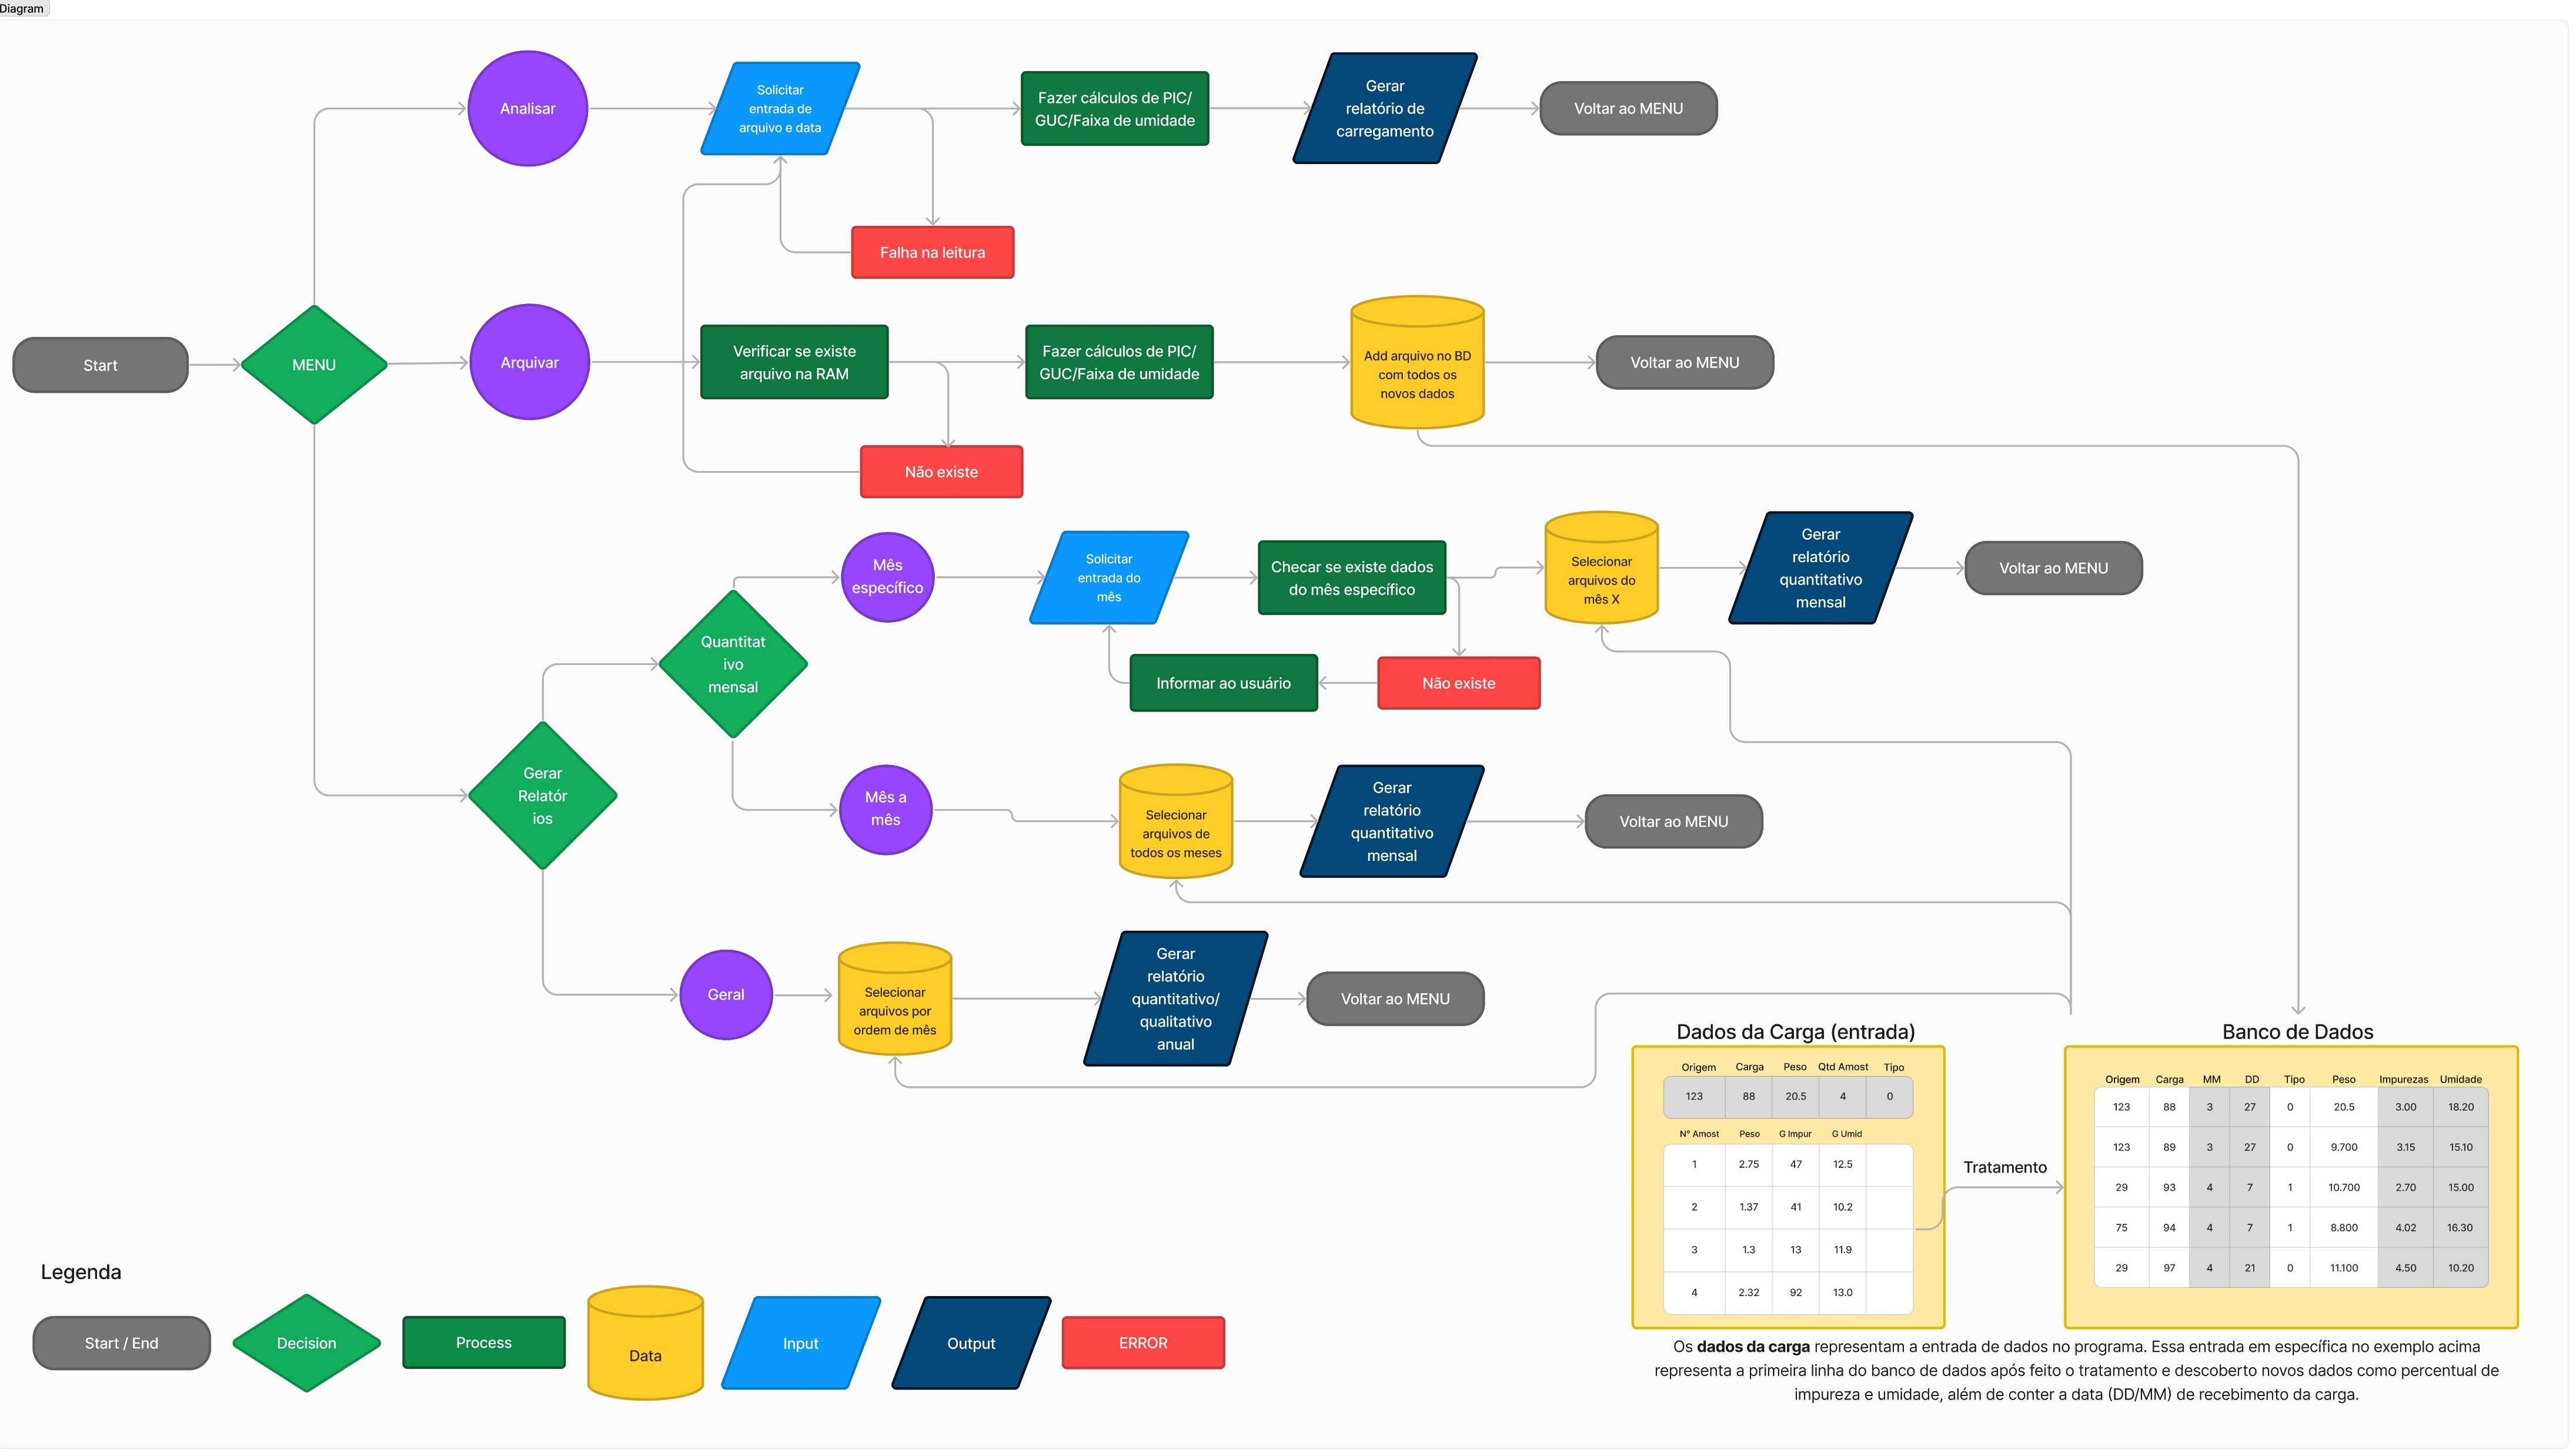 Diagram
Analisar
Solicitar
entrada de
arquivo e data
Fazer cálculos de PIC/
GUC/Faixa de umidade
Gerar
relatório de
carregamento
Voltar ao MENU
Falha na leitura
Start
MENU
Arquivar
Verificar se existe
arquivo na RAM
Fazer cálculos de PIC/
GUC/Faixa de umidade
Add arquivo no BD
com todos os
novos dados
Voltar ao MENU
Não existe
Mês
específico
Solicitar
entrada do
mês
Checar se existe dados
do mês específico
Selecionar
arquivos do
mês X
Gerar
relatório
quantitativo
mensal
Voltar ao MENU
Quantitat
ivo
mensal
Informar ao usuário
Não existe
Gerar
Relatór
ios
Mês a
mês
Selecionar
arquivos de
todos os meses
Gerar
relatório
quantitativo
mensal
Voltar ao MENU
Geral
Selecionar
arquivos por
ordem de mês
Gerar
relatório
quantitativo/
qualitativo
anual
Voltar ao MENU
Dados da Carga (entrada)
Origem Carga Peso Qtd Amost Tipo
123 88 20.5 4 0
N° Amost Peso G Impur G Umid
1 2.75 47 12.5
2 1.37 41 10.2
3 1.3 13 11.9
4 2.32 92 13.0
Tratamento
Banco de Dados
Origem Carga MM DD Tipo Peso Impurezas Umidade
123 88 3 27 0 20.5 3.00 18.20
123 89 3 27 0 9.700 3.15 15.10
29 93 4 7 1 10.700 2.70 15.00
75 94 4 7 1 8.800 4.02 16.30
29 97 4 21 0 11.100 4.50 10.20
Os dados da carga representam a entrada de dados no programa. Essa entrada em específica no exemplo acima
representa a primeira linha do banco de dados após feito o tratamento e descoberto novos dados como percentual de
impureza e umidade, além de conter a data (DD/MM) de recebimento da carga.
Legenda
Start / End
Decision
Process
Data
Input
Output
ERROR